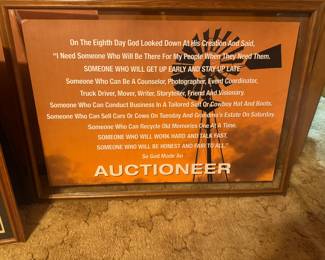 On The Eighth Day God Looked Down At His Creation And Said,
"I Need Someone Who Will Be There For My People When They Need Them.
SOMEONE WHO WILL GET UP EARLY AND STAY UP LATE
Someone Who Can Be A Counselor, Photographer, Event Coordinator,
Truck Driver, Mover, Writer, Storyteller, Friend And Visionary.
Someone Who Can Conduct Business In A Tailored Suit Or Cowboy Hat And Boots.
Someone Who Can Sell Cars Or Cows On Tuesday And Grandma's Estate On Saturday.
Someone Who Can Recycle Old Memories One At A Time.
SOMEONE WHO WILL WORK HARD AND TALK FAST.
SOMEONE WHO WILL BE HONEST AND FAIR TO ALL."
So God Made An
AUCTIONEER